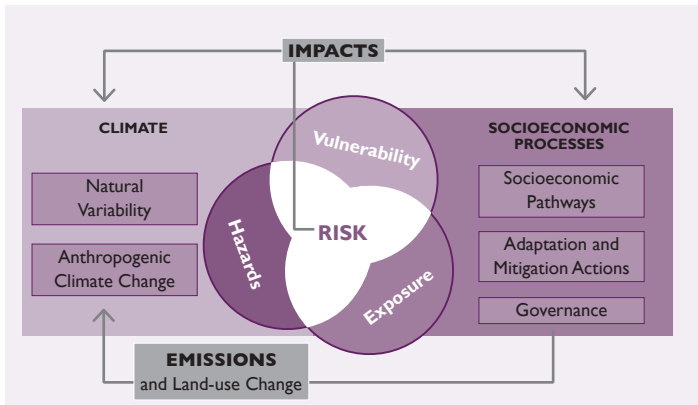 IMPACTS
CLIMATE
Natural
Variability
Anthropogenic
Climate Change
Vulnerability
Hazards
RISK
Exposure
SOCIOECONOMIC
PROCESSES
Socioeconomic
Pathways
Adaptation and
Mitigation Actions
Governance
EMISSIONS
and Land-use Change